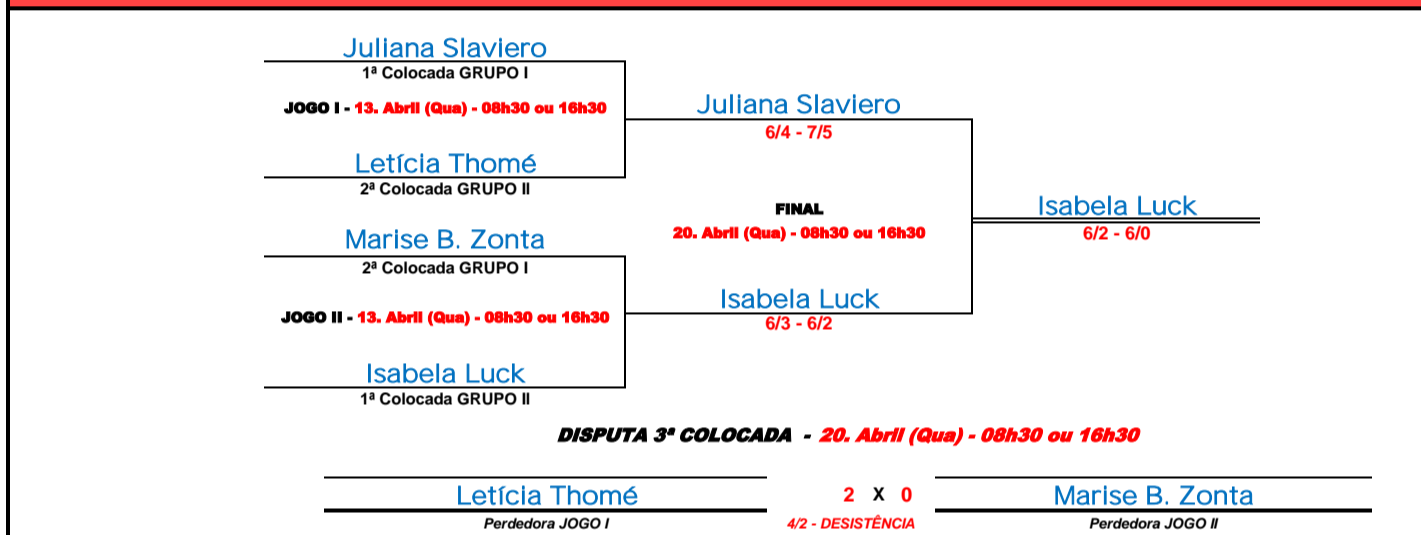 Juliana Slaviero
1ª Colocada GRUPO I
JOGO I - 13. Abril (Qua) - 08h30 ou 16h30
Letícia Thomé
2ª Colocada GRUPO II
Juliana Slaviero
6/4 - 7/5
Marise B. Zonta
2ª Colocada GRUPO I
JOGO II - 13. Abril (Qua) - 08h30 ou 16h30
Isabela Luck
1ª Colocada GRUPO II
Isabela Luck
6/3 - 6/2
FINAL
20. Abril (Qua) - 08h30 ou 16h30
Isabela Luck
6/2 - 6/0
DISPUTA 3ª COLOCADA - 20. Abril (Qua) - 08h30 ou 16h30
Letícia Thomé 2 X 0 Marise B. Zonta
Perdedora JOGO I 4/2 - DESISTÊNCIA Perdedora JOGO II